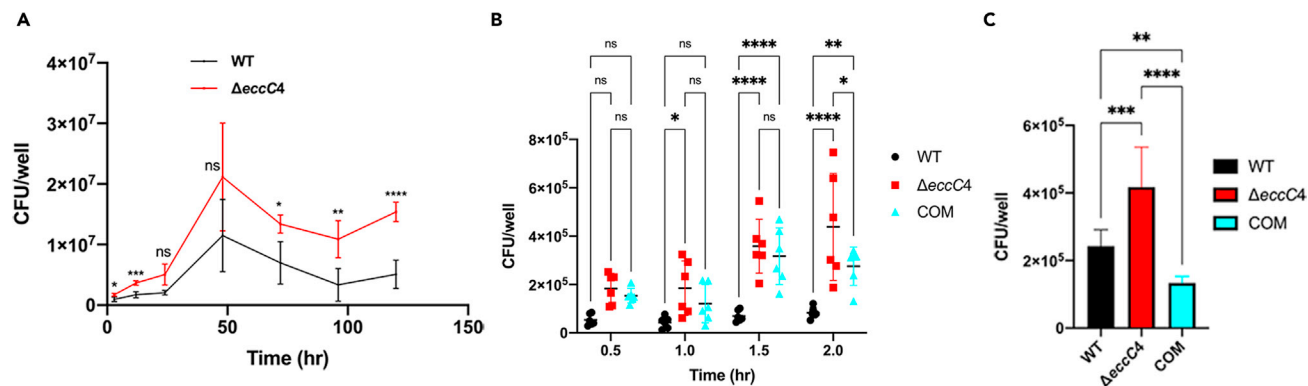 A
WT
ΔeccC4
4×10⁷
3×10⁷
2×10⁷
1×10⁷
0
CFU/well
* *** ns ns * ** ****
0 50 100 150
Time (hr)
B
ns ns **** **
ns ns **** ns
ns * ns *
****
8×10⁵
6×10⁵
4×10⁵
2×10⁵
0
CFU/well
0.5 1.0 1.5 2.0
Time (hr)
WT
ΔeccC4
COM
C
**
****
***
6×10⁵
4×10⁵
2×10⁵
0
CFU/well
WT ΔeccC4 COM
WT
ΔeccC4
COM